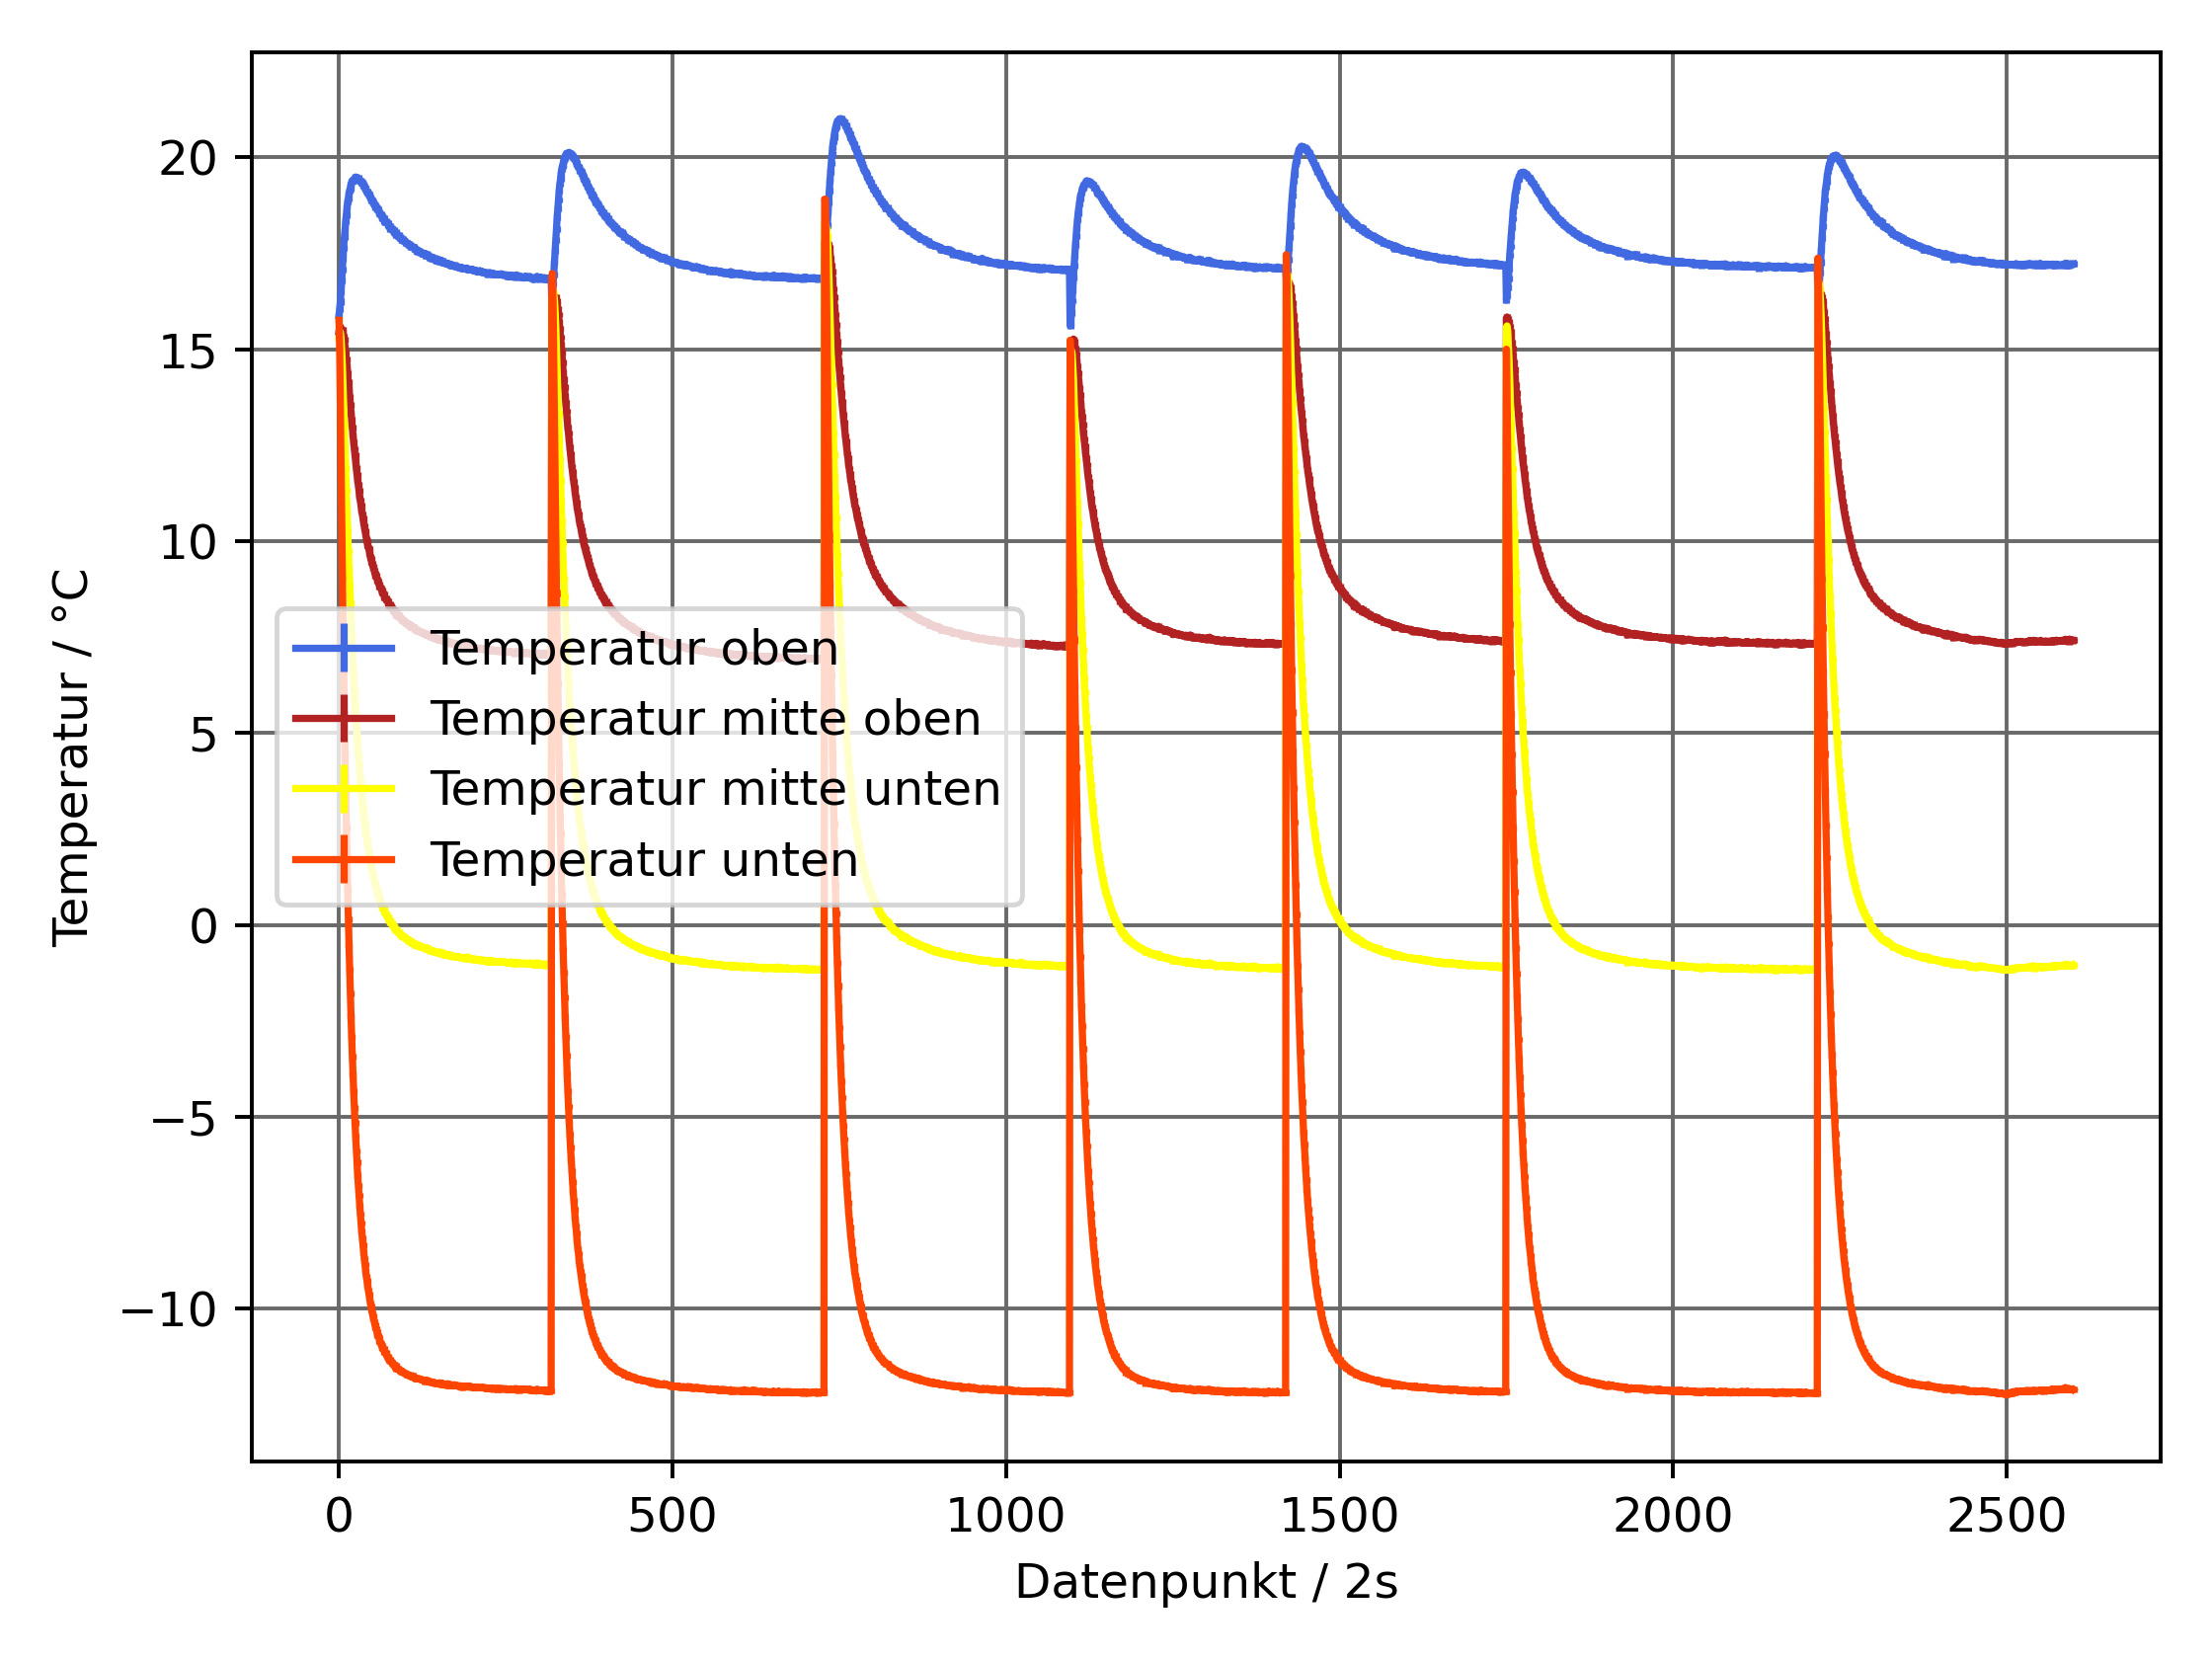 20
15
10
5
0
−5
−10
Temperatur / °C
Temperatur oben
Temperatur mitte oben
Temperatur mitte unten
Temperatur unten
0 500 1000 1500 2000 2500
Datenpunkt / 2s